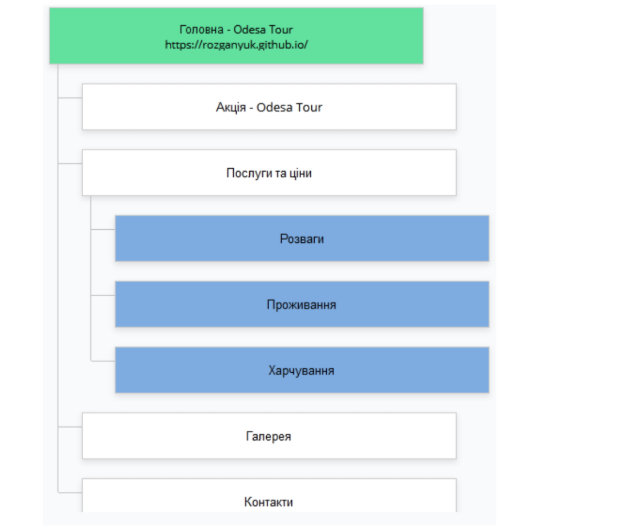 Головна - Odesa Tour
https://rozganyuk.github.io/
Акція - Odesa Tour
Послуги та ціни
Розваги
Проживання
Харчування
Галерея
Контакти